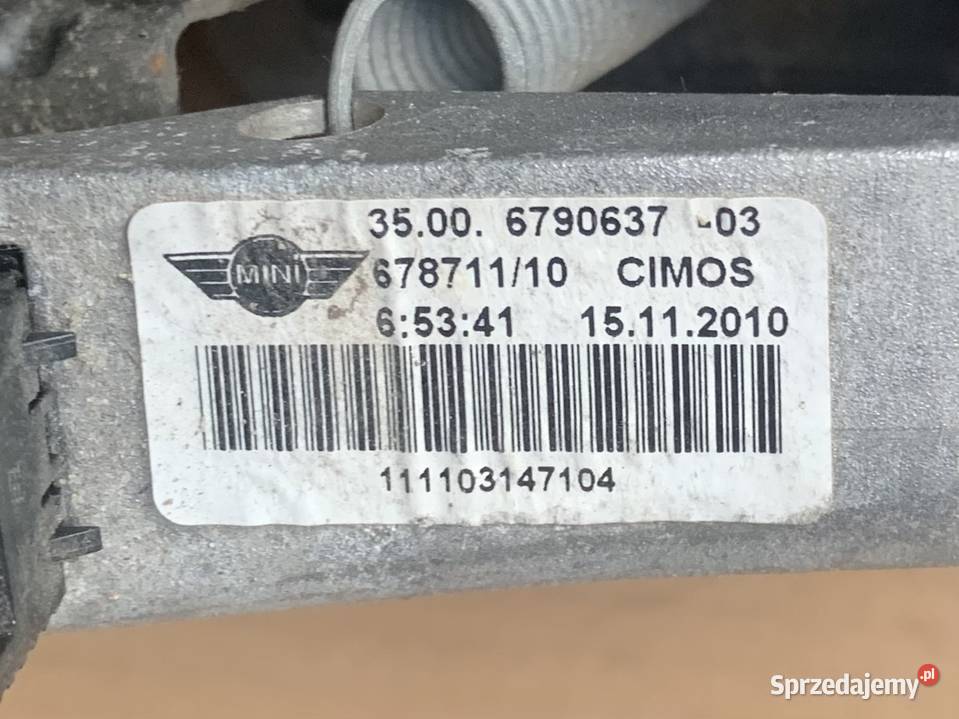 35.00. 6790637 -03
MINI
678711/10 CIMOS
6:53:41 15.11.2010
111103147104
Sprzedajemy.pl